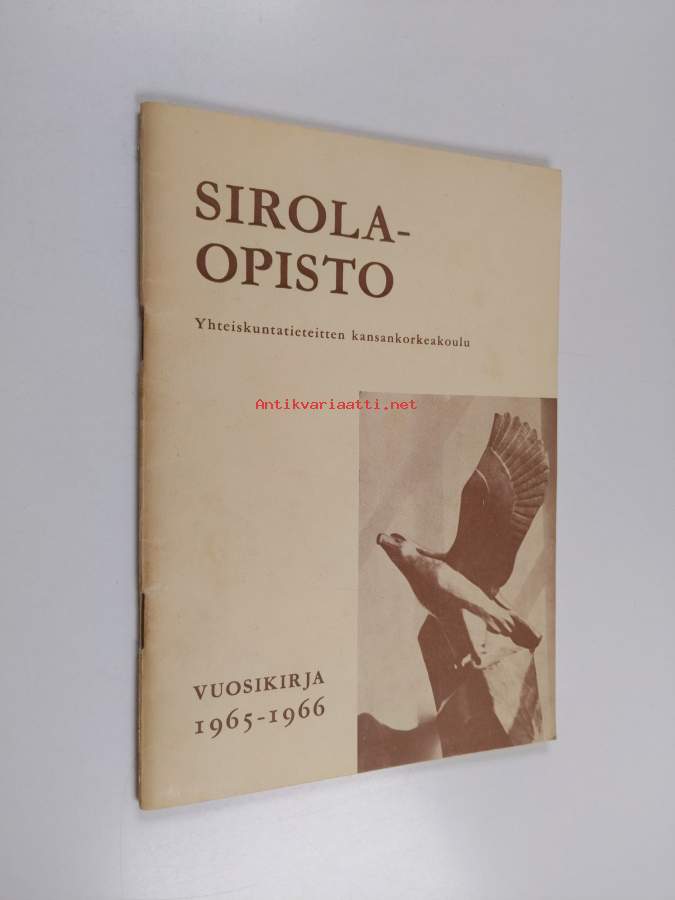 SIROLA-
OPISTO
Yhteiskuntatieteitten kansankorkeakoulu
Antikvariaatti.net
VUOSIKIRJA
1965-1966